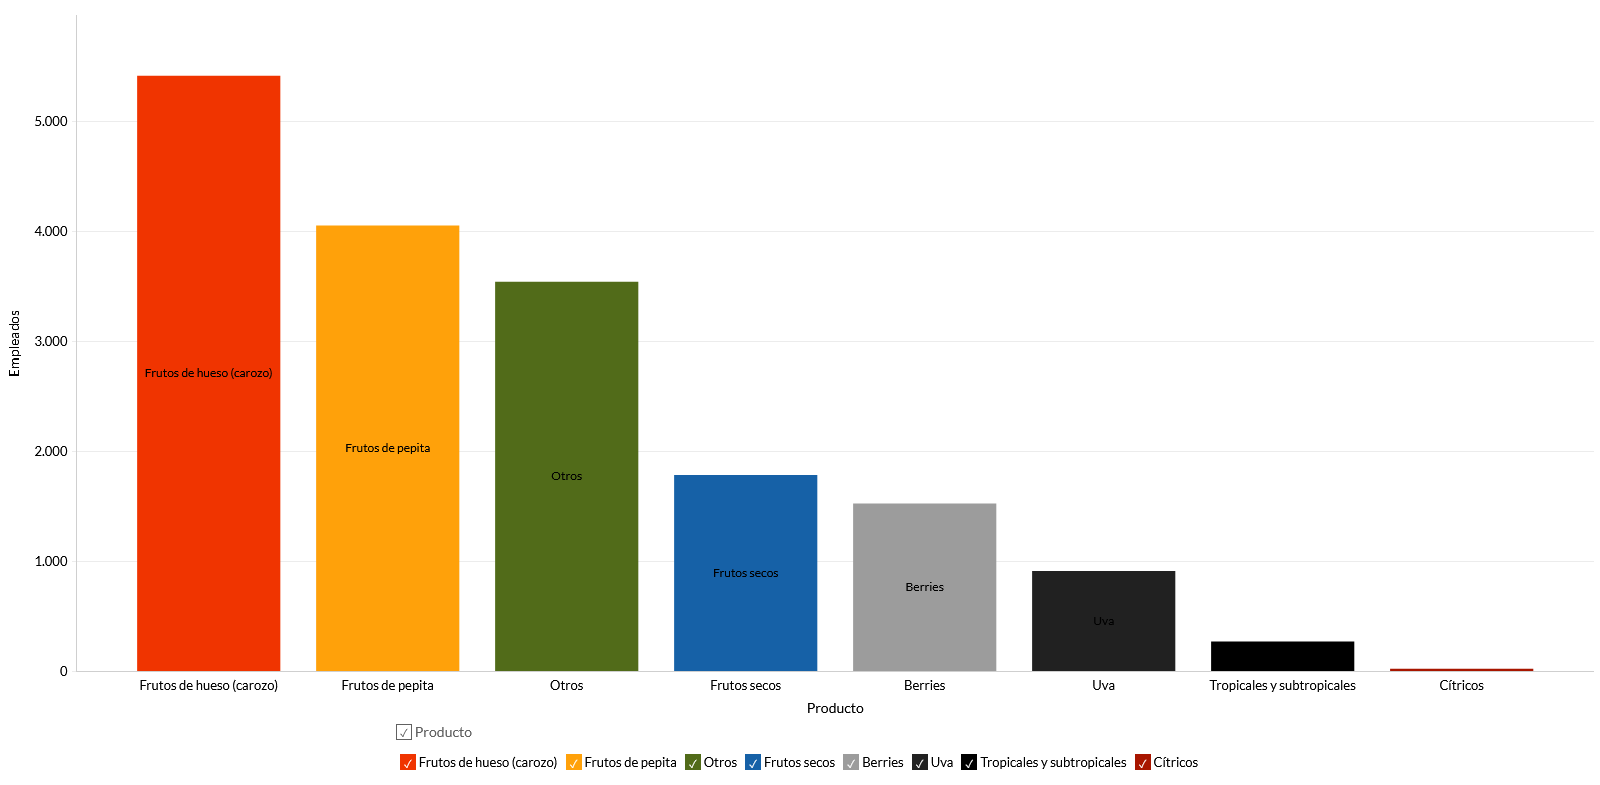 5.000
4.000
3.000
2.000
1.000
0
Empleados
Frutos de hueso (carozo)
Frutos de pepita
Otros
Frutos secos
Berries
Uva
Frutos de hueso (carozo) Frutos de pepita Otros Frutos secos Berries Uva Tropicales y subtropicales Cítricos
Producto
Producto
Frutos de hueso (carozo) Frutos de pepita Otros Frutos secos Berries Uva Tropicales y subtropicales Cítricos